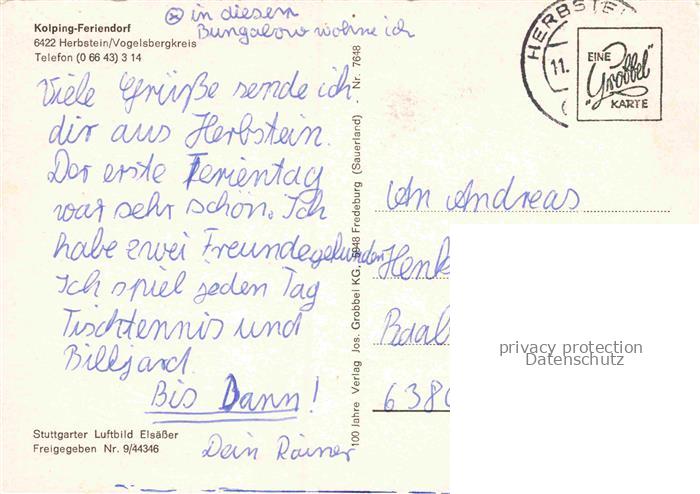 ⊗ in diesem
Bungalow wohne ich
Kolping-Feriendorf
6422 Herbstein/Vogelsbergkreis
Telefon (0 66 43) 3 14
Viele Grüße sende ich
dir aus Herbstein.
Der erste Ferientag
war sehr schön. Ich
habe zwei Freunde gefunden
Ich spiel jeden Tag
Tischtennis und
Billjard.
Bis Dann!
Dein Rainer
Stuttgarter Luftbild Elsäßer
Freigegeben Nr. 9/44346
100 Jahre Verlag Jos. Grobbel KG, 5948 Fredeburg (Sauerland) · Nr. 7648
HERBSTEI
11.
EINE
"Grobbel"
KARTE
An Andreas
Henk
Baal
638
privacy protection
Datenschutz